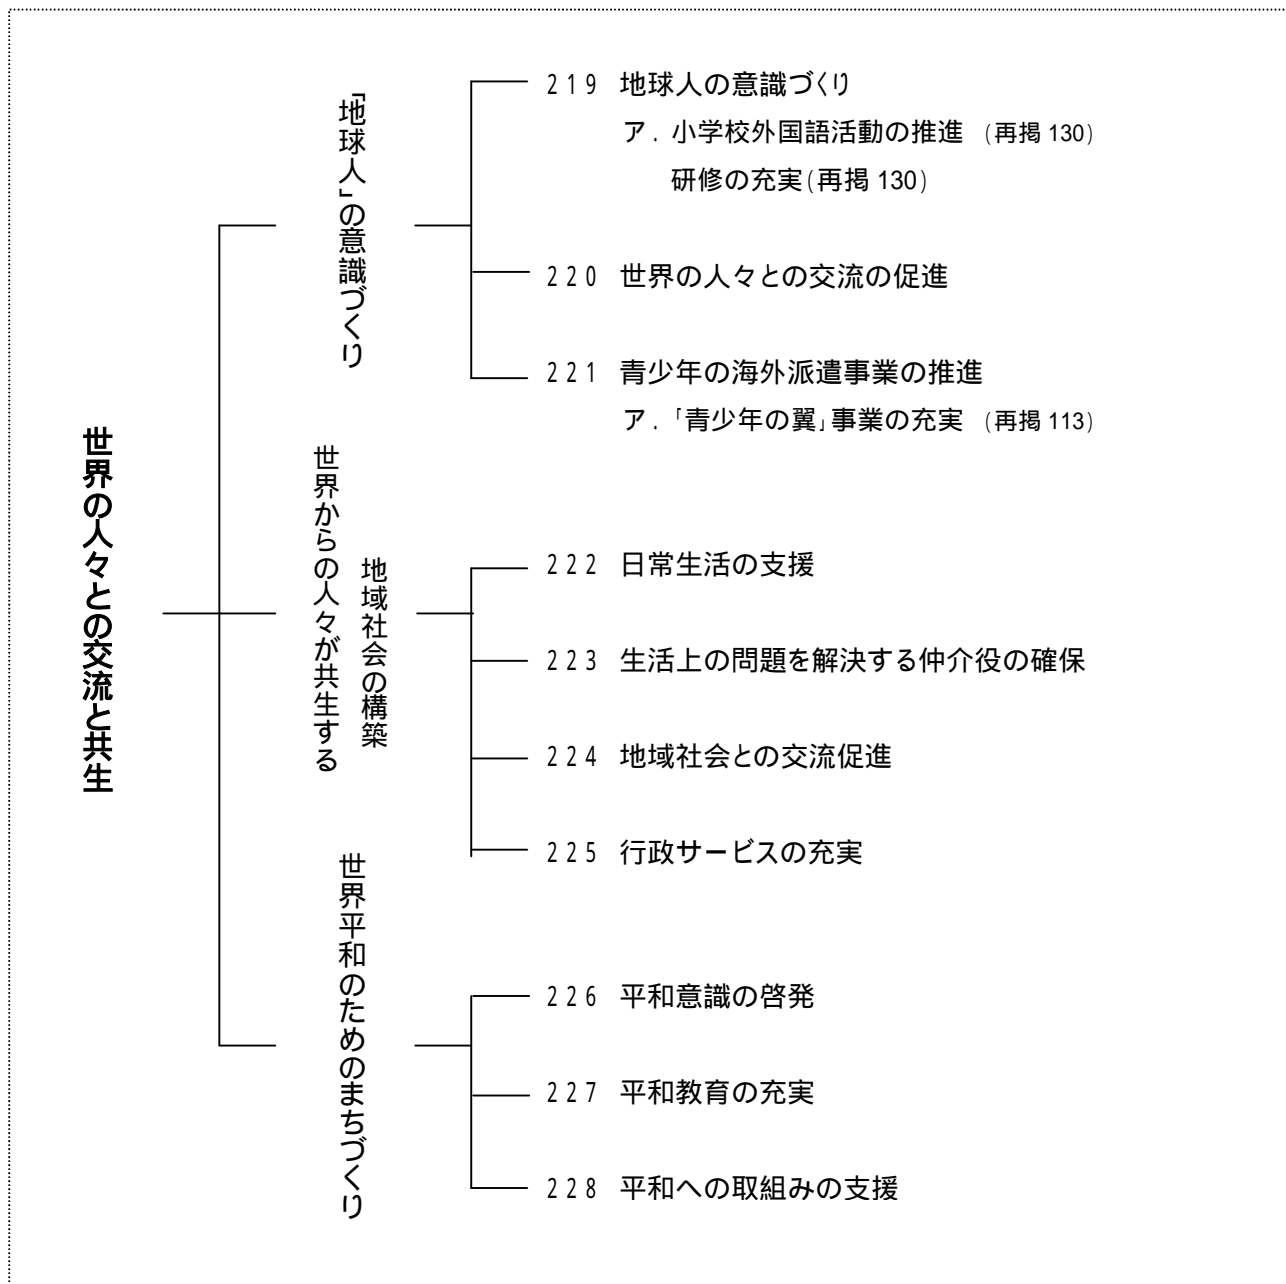 世界の人々との交流と共生
「地球人」の意識づくり
219 地球人の意識づくり
ア．小学校外国語活動の推進 (再掲 130)
研修の充実(再掲 130)
220 世界の人々との交流の促進
221 青少年の海外派遣事業の推進
ア．「青少年の翼」事業の充実 (再掲 113)
世界からの人々が共生する
地域社会の構築
222 日常生活の支援
223 生活上の問題を解決する仲介役の確保
224 地域社会との交流促進
225 行政サービスの充実
世界平和のためのまちづくり
226 平和意識の啓発
227 平和教育の充実
228 平和への取組みの支援